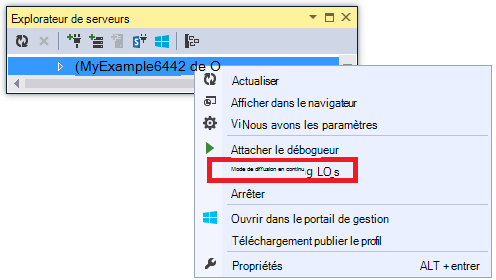 Explorateur de serveurs
(MyExample6442 de O
Actualiser
Afficher dans le navigateur
ViNous avons les paramètres
Attacher le débogueur
Mode de diffusion en continu g LO s
Arrêter
Ouvrir dans le portail de gestion
Téléchargement publier le profil
Propriétés ALT +entrer